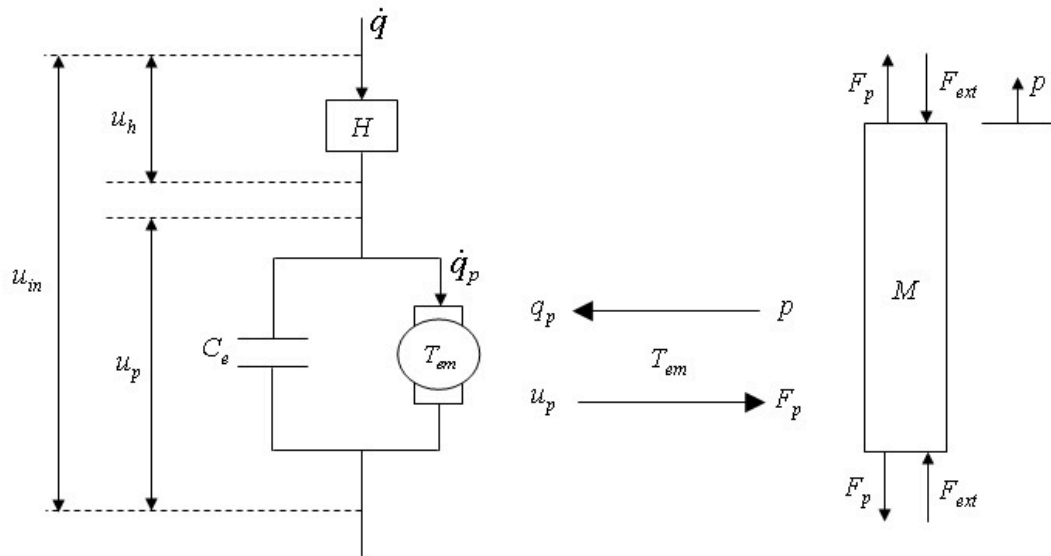 q̇
u_h
H
u_in
u_p
C_e
q̇_p
T_em
q_p
p
T_em
u_p
F_p
F_p
F_ext
p
M
F_p
F_ext